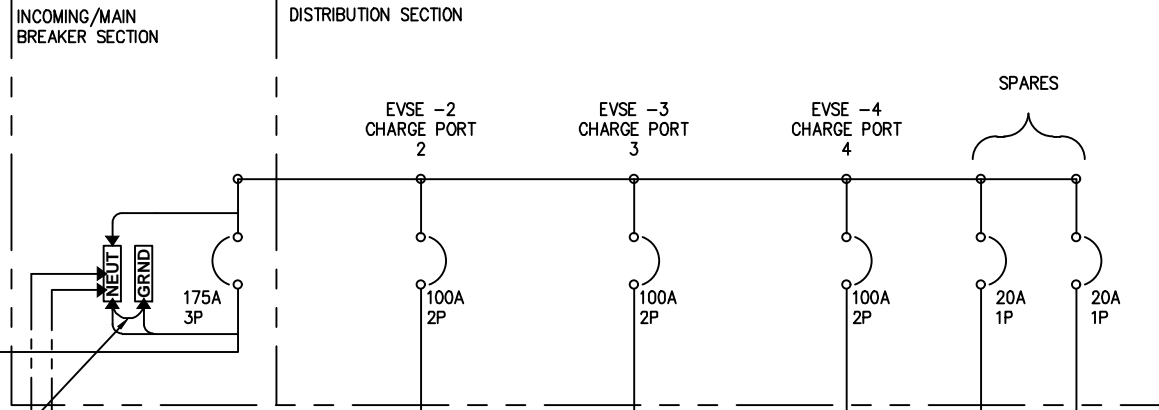 INCOMING/MAIN
BREAKER SECTION
DISTRIBUTION SECTION
SPARES
EVSE -2
CHARGE PORT
2
EVSE -3
CHARGE PORT
3
EVSE -4
CHARGE PORT
4
NEUT
GRND
175A
3P
100A
2P
100A
2P
100A
2P
20A
1P
20A
1P